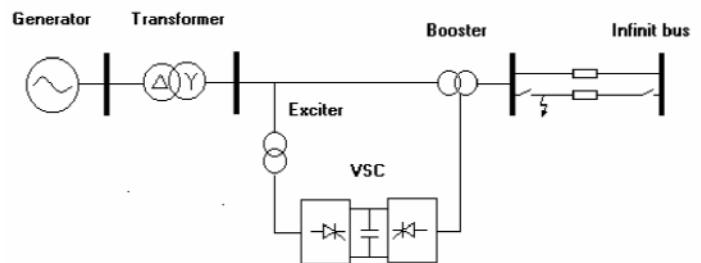 Generator
Transformer
Booster
Infinit bus
Exciter
VSC
Δ
Y